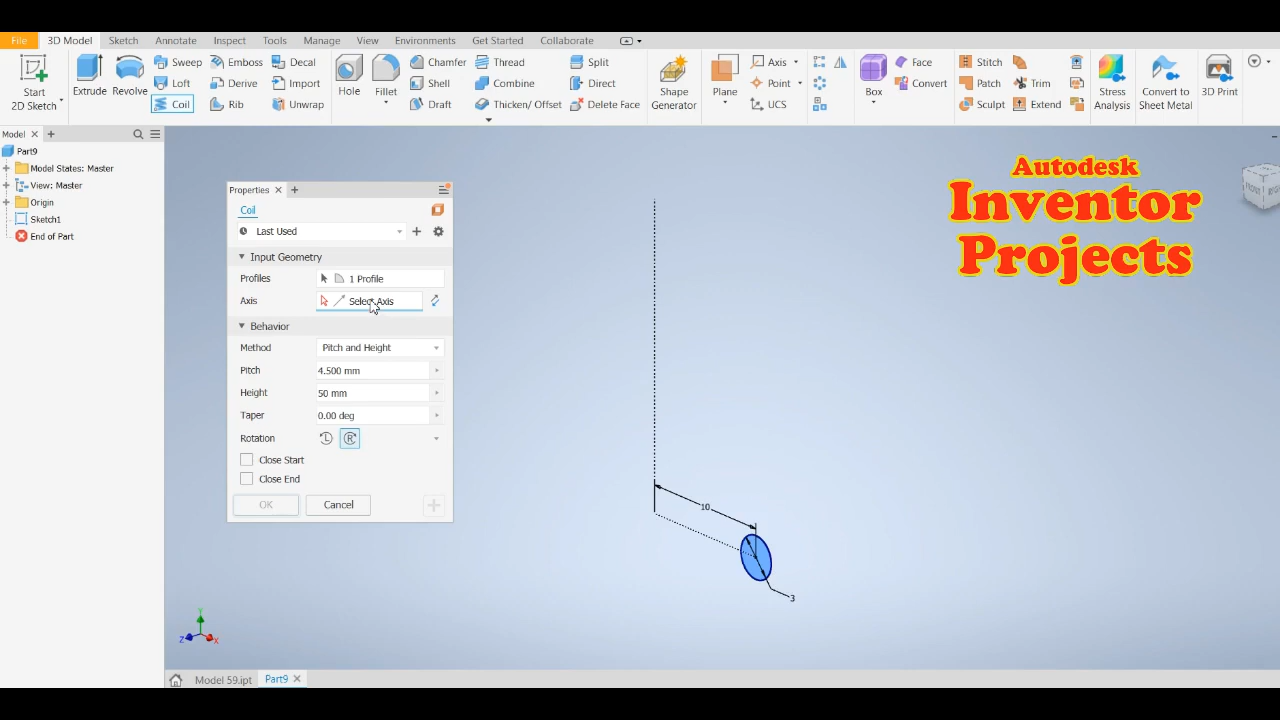 File 3D Model Sketch Annotate Inspect Tools Manage View Environments Get Started Collaborate
Start
2D Sketch
Extrude
Revolve
Sweep
Loft
Coil
Emboss
Derive
Rib
Decal
Import
Unwrap
Hole
Fillet
Chamfer
Shell
Draft
Thread
Combine
Thicken/ Offset
Split
Direct
Delete Face
Shape
Generator
Plane
Axis
Point
UCS
Box
Face
Convert
Stitch
Patch
Sculpt
Trim
Extend
Stress
Analysis
Convert to
Sheet Metal
3D Print
Model
Part9
Model States: Master
View: Master
Origin
Sketch1
End of Part
Properties
Coil
Last Used
Input Geometry
Profiles 1 Profile
Axis Select Axis
Behavior
Method Pitch and Height
Pitch 4.500 mm
Height 50 mm
Taper 0.00 deg
Rotation L R
Close Start
Close End
OK Cancel
10
3
Autodesk
Inventor
Projects
Y
Z X
Model 59.ipt Part9